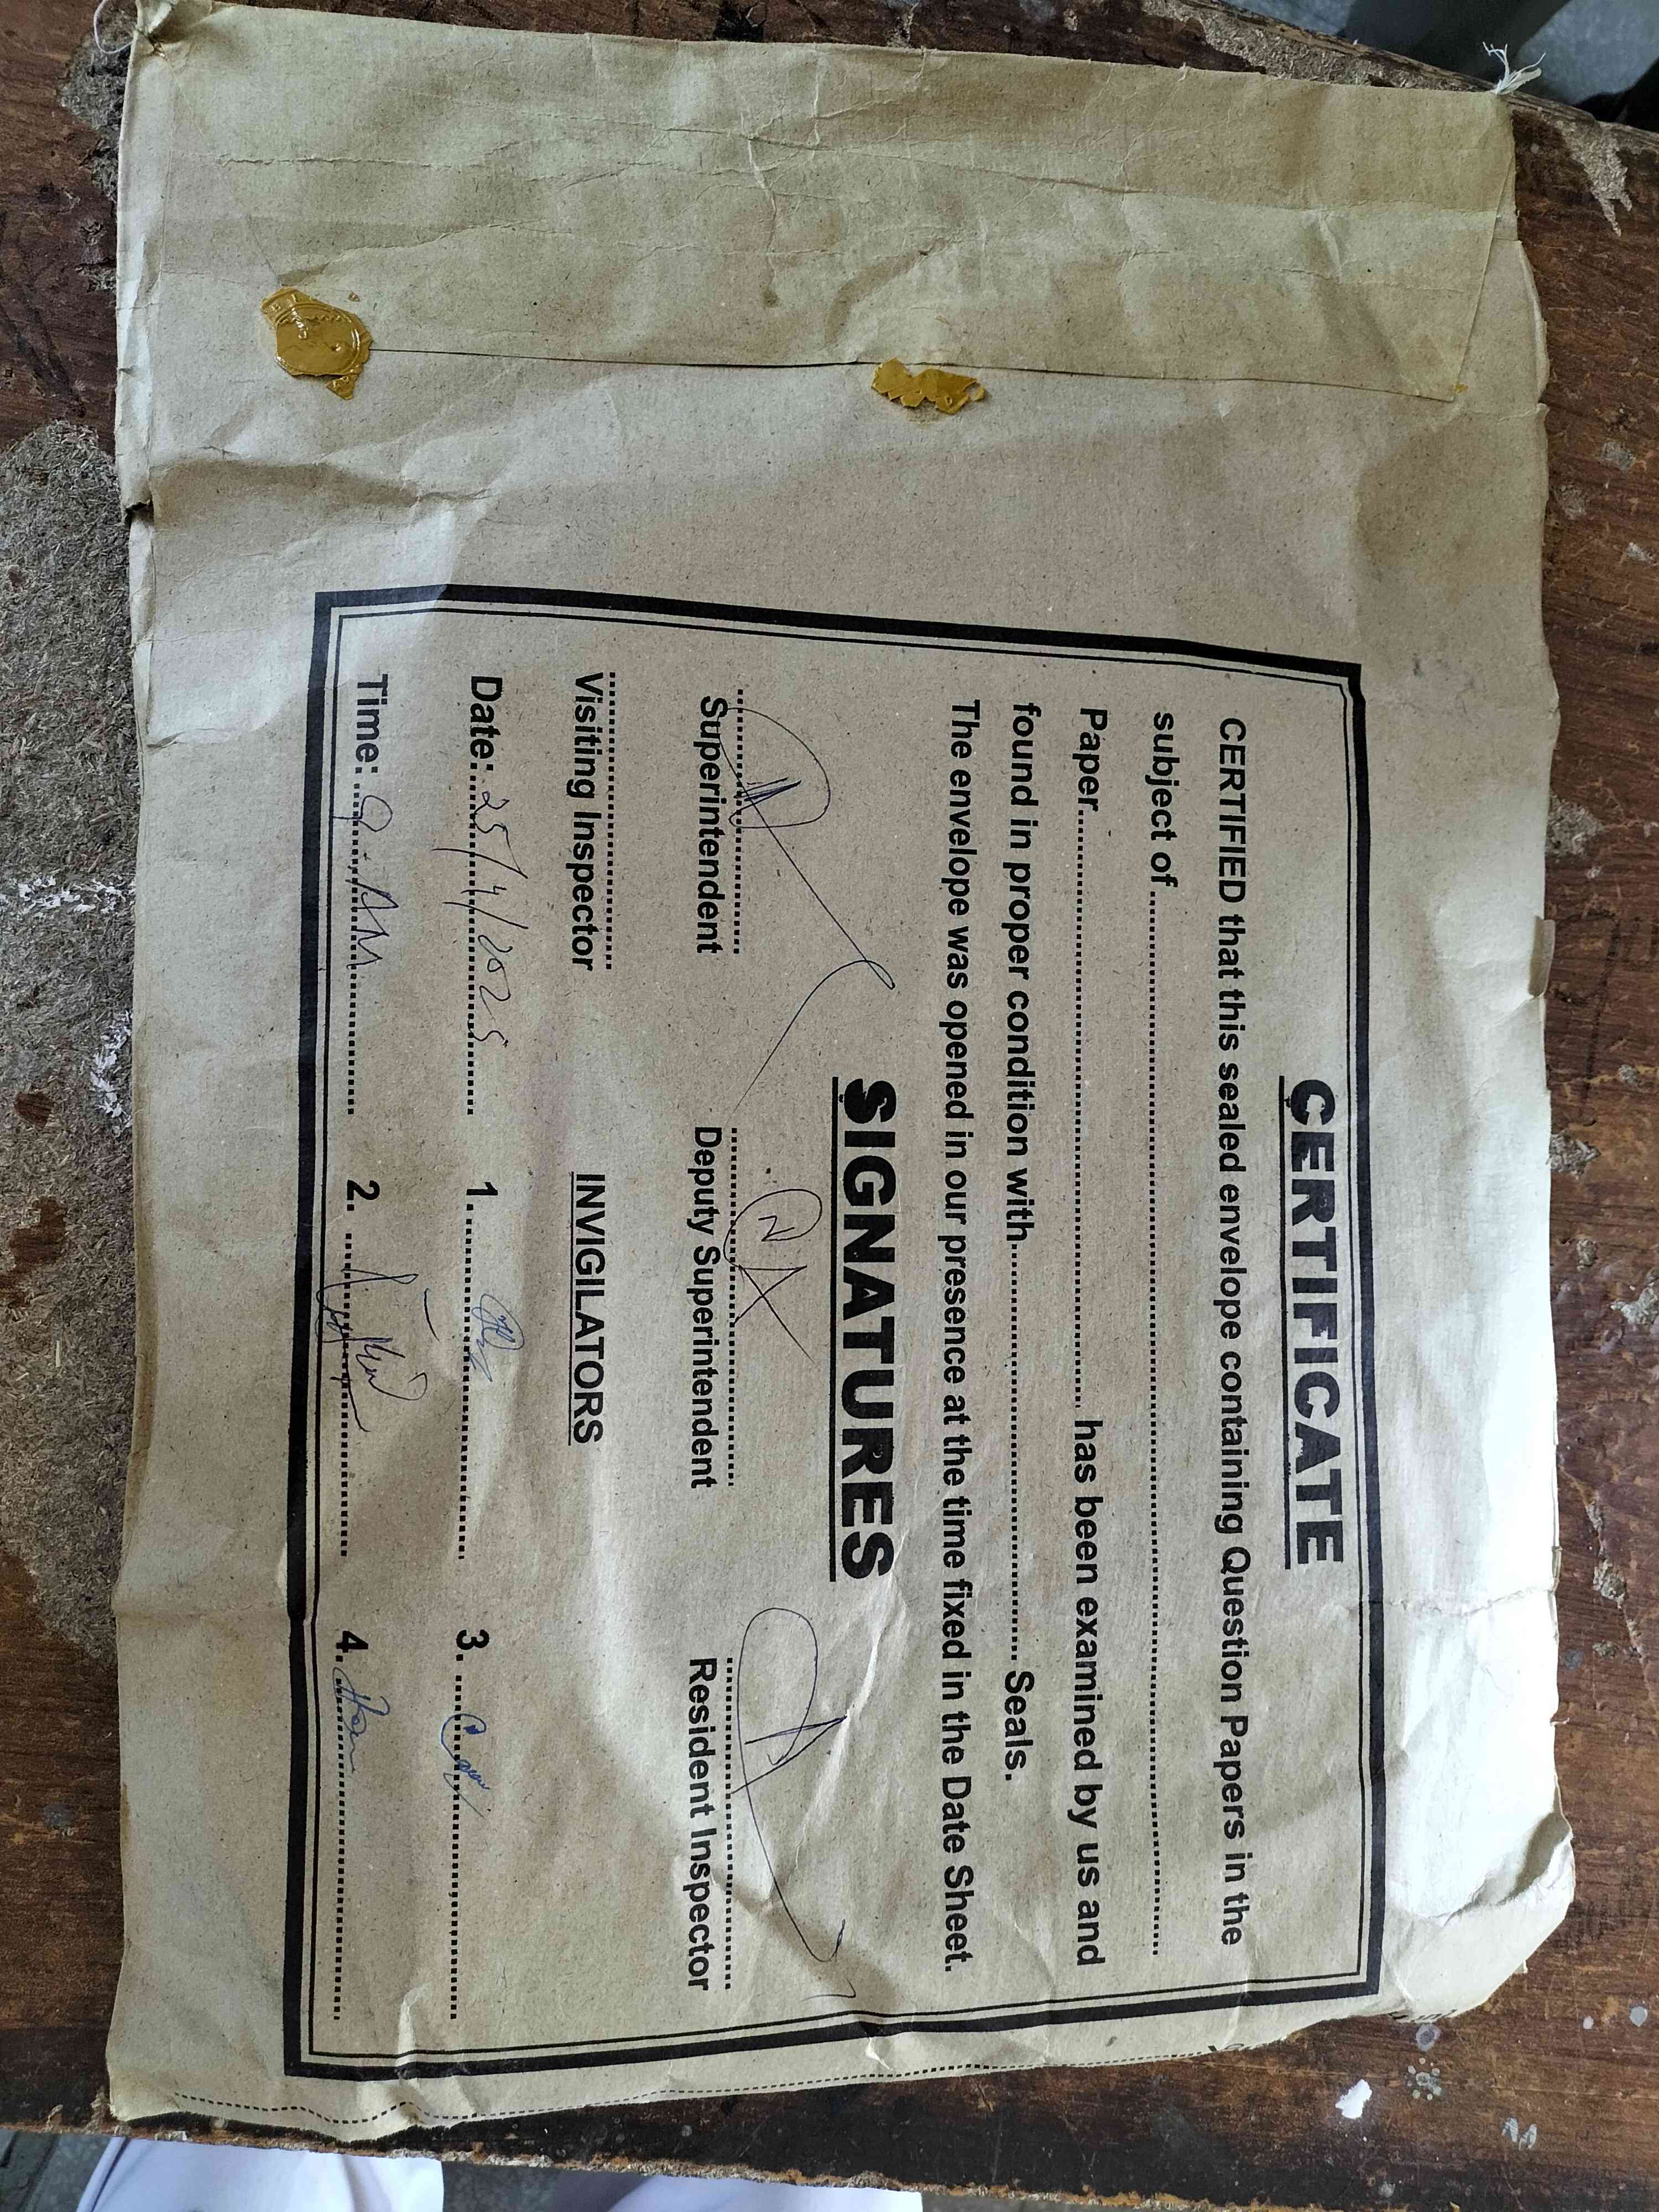 CERTIFICATE
CERTIFIED that this sealed envelope containing Question Papers in the
subject of
Paper has been examined by us and
found in proper condition with Seals.
The envelope was opened in our presence at the time fixed in the Date Sheet.
SIGNATURES
Superintendent Deputy Superintendent Resident Inspector
Visiting Inspector
INVIGILATORS
Date: 25/4/2025 1. 3.
Time: 9 AM 2. 4.